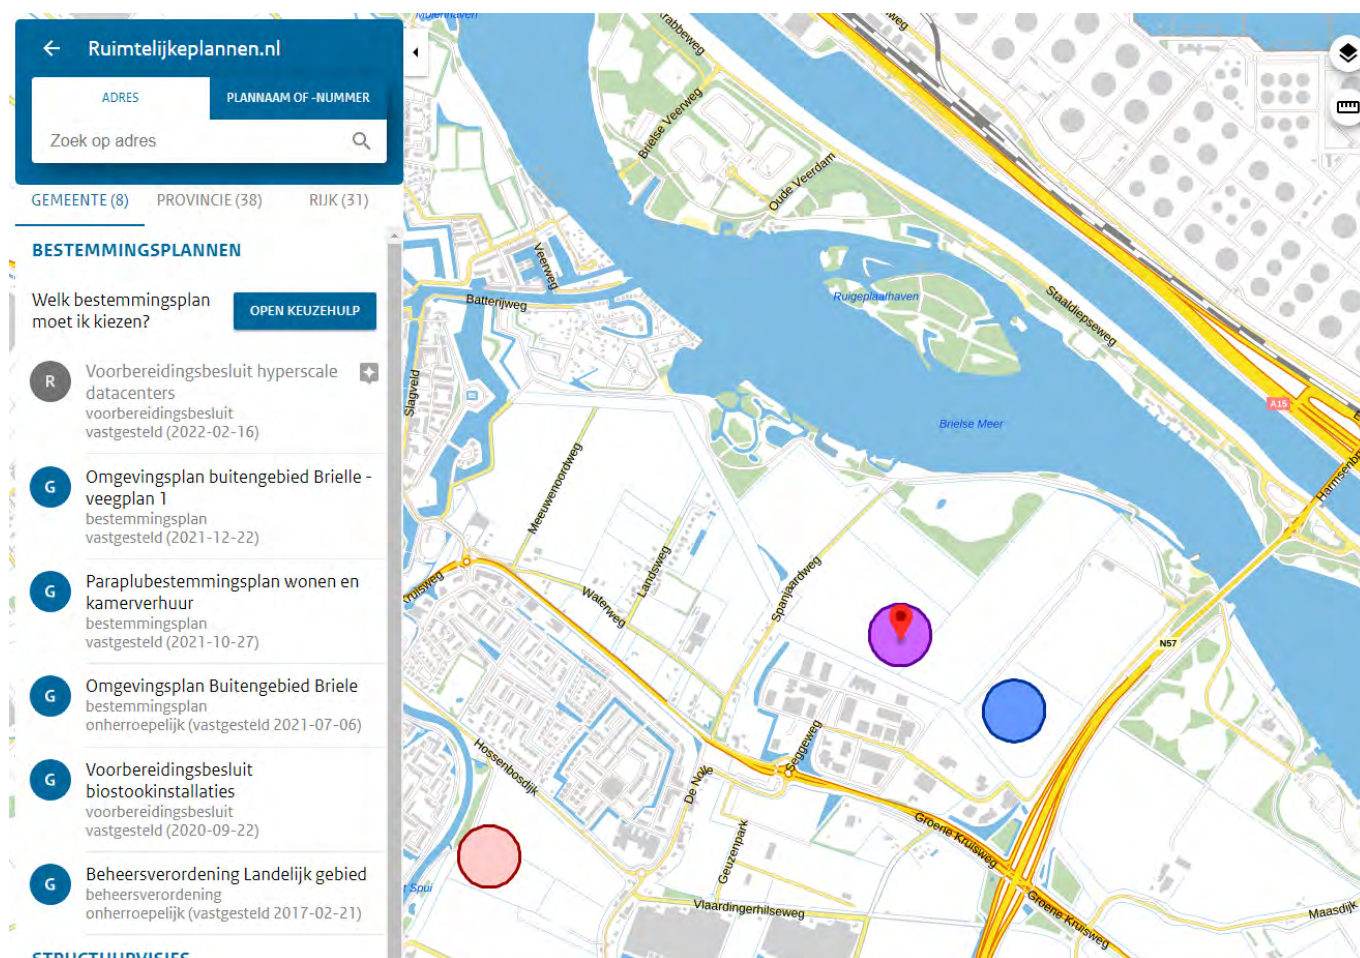 Ruimtelijkeplannen.nl
ADRES
PLANNAAM OF -NUMMER
Zoek op adres
GEMEENTE (8)
PROVINCIE (38)
RIJK (31)
BESTEMMINGSPLANNEN
Welk bestemmingsplan
moet ik kiezen?
OPEN KEUZEHULP
R
Voorbereidingsbesluit hyperscale
datacenters
voorbereidingsbesluit
vastgesteld (2022-02-16)
G
Omgevingsplan buitengebied Brielle -
veegplan 1
bestemmingsplan
vastgesteld (2021-12-22)
G
Paraplubestemmingsplan wonen en
kamerverhuur
bestemmingsplan
vastgesteld (2021-10-27)
G
Omgevingsplan Buitengebied Briele
bestemmingsplan
onherroepelijk (vastgesteld 2021-07-06)
G
Voorbereidingsbesluit
biostookinstallaties
voorbereidingsbesluit
vastgesteld (2020-09-22)
G
Beheersverordening Landelijk gebied
beheersverordening
onherroepelijk (vastgesteld 2017-02-21)
STRUCTUURVISIES
Brielse Veerweg
Oude Veerdam
Veerweg
Batterijweg
Ruigeplaathaven
Staaldiepseweg
Slagveld
A15
Brielse Meer
Meeuwenoordweg
Landsweg
Spanjaardweg
Waterweg
N57
Seggeweg
Hossenbosdijk
De Nolle
Geuzenpark
Groene Kruisweg
Groene Kruisweg
Vlaardingerhilseweg
Maasdijk